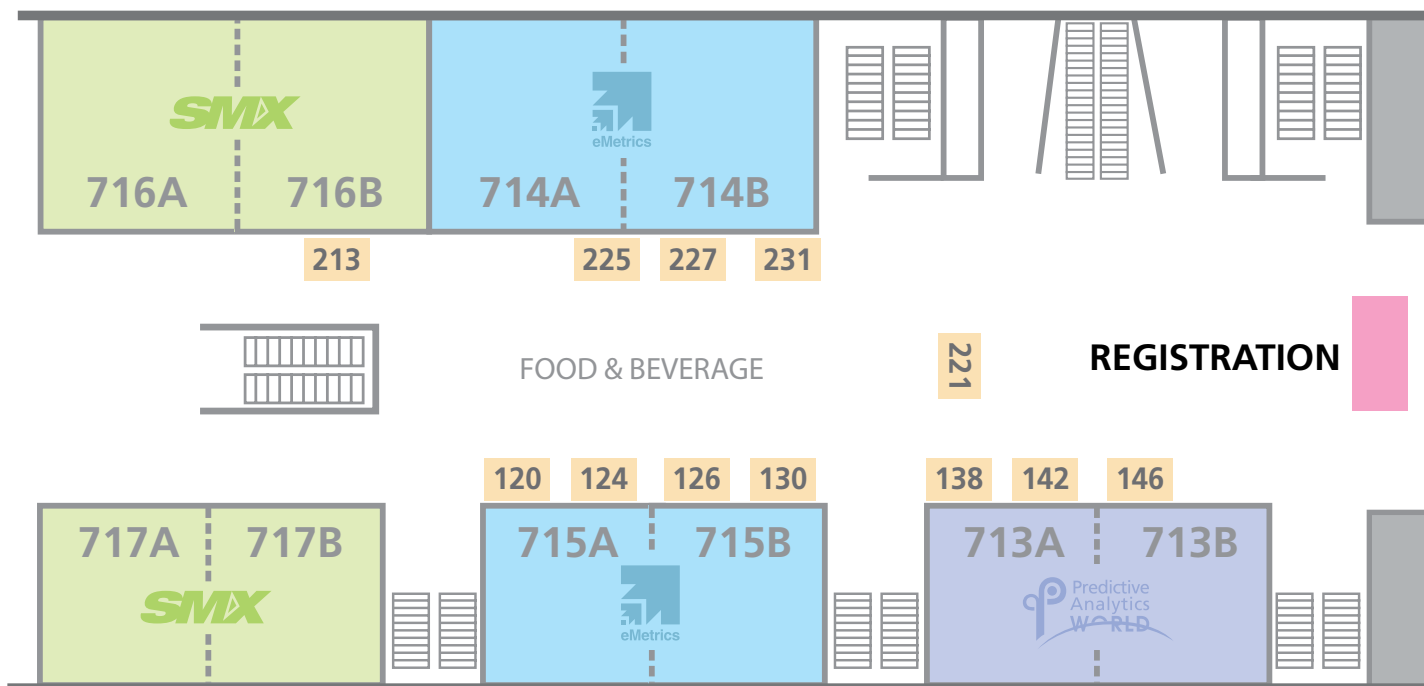 SMX
eMetrics
716A
716B
714A
714B
213
225
227
231
FOOD & BEVERAGE
221
REGISTRATION
120
124
126
130
138
142
146
717A
717B
715A
715B
713A
713B
SMX
eMetrics
Predictive
Analytics
WORLD